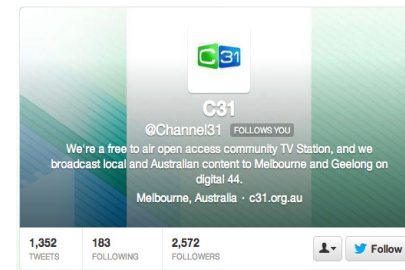 C31
C31
@Channel31 FOLLOWS YOU
We're a free to air open access community TV Station, and we
broadcast local and Australian content to Melbourne and Geelong on
digital 44.
Melbourne, Australia · c31.org.au
1,352 183 2,572
TWEETS FOLLOWING FOLLOWERS
Follow